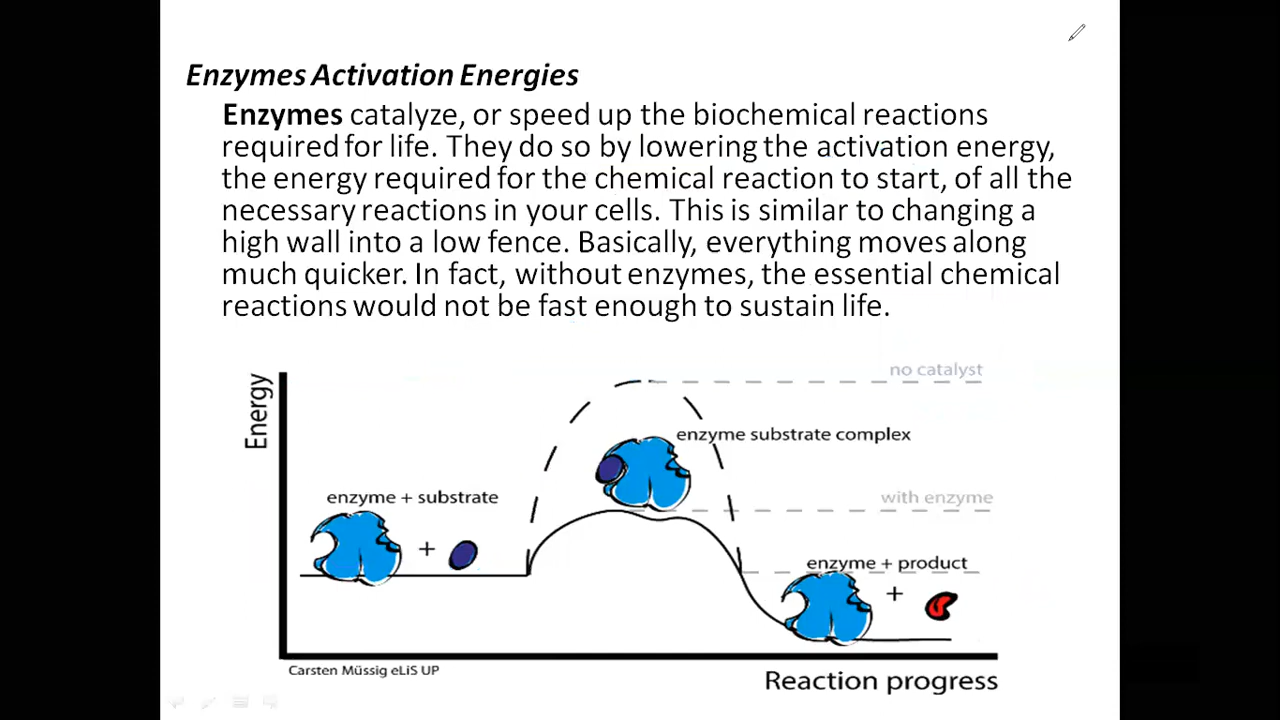 Enzymes Activation Energies
Enzymes catalyze, or speed up the biochemical reactions
required for life. They do so by lowering the activation energy,
the energy required for the chemical reaction to start, of all the
necessary reactions in your cells. This is similar to changing a
high wall into a low fence. Basically, everything moves along
much quicker. In fact, without enzymes, the essential chemical
reactions would not be fast enough to sustain life.
no catalyst
Energy
enzyme substrate complex
enzyme + substrate
with enzyme
+
enzyme + product
+
Carsten Müssig eLiS UP
Reaction progress